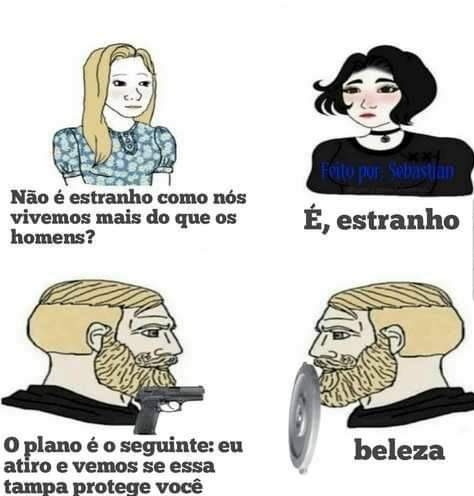 Feito por: Sebastian
Não é estranho como nós
vivemos mais do que os
homens?
É, estranho
O plano é o seguinte: eu
atiro e vemos se essa
tampa protege você
beleza